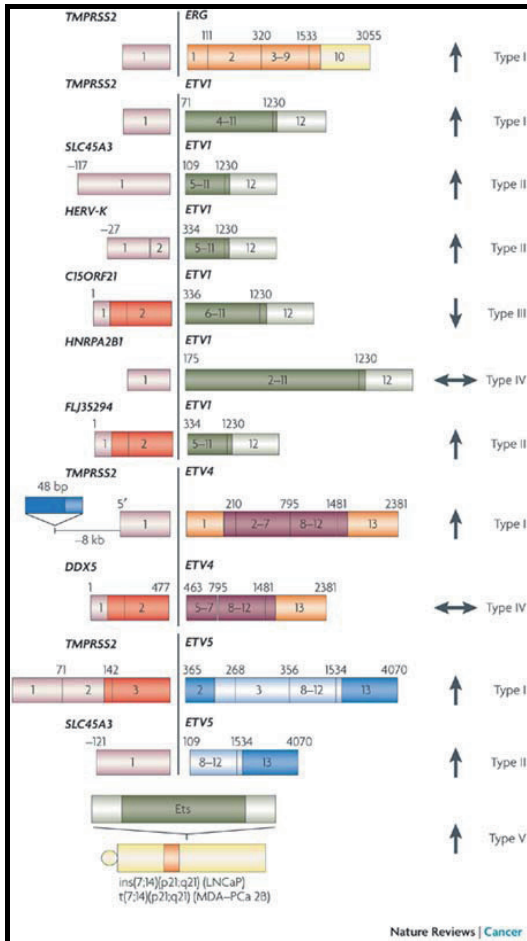 TMPRSS2 ERG
111 320 1533 3055
1 1 2 3–9 10 Type I
TMPRSS2 ETV1
71 1230
1 4–11 12 Type I
SLC45A3 ETV1
–117 109 1230
1 5–11 12 Type II
HERV-K ETV1
–27 334 1230
1 2 5–11 12 Type II
C15ORF21 ETV1
1 336 1230
1 2 6–11 12 Type III
HNRPA2B1 ETV1
175 1230
1 2–11 12 Type IV
FLJ35294 ETV1
1 334 1230
1 2 5–11 12 Type II
TMPRSS2 ETV4
48 bp 5′ 210 795 1481 2381
1 1 2–7 8–12 13 Type I
–8 kb
DDX5 ETV4
1 477 463 795 1481 2381
1 2 5–7 8–12 13 Type IV
TMPRSS2 ETV5
71 142 365 268 356 1534 4070
1 2 3 2 3 8–12 13 Type I
SLC45A3 ETV5
–121 109 1534 4070
1 8–12 13 Type II
Ets
Type V
ins(7;14)(p21;q21) (LNCaP)
t(7;14)(p21;q21) (MDA–PCa 2B)
Nature Reviews | Cancer